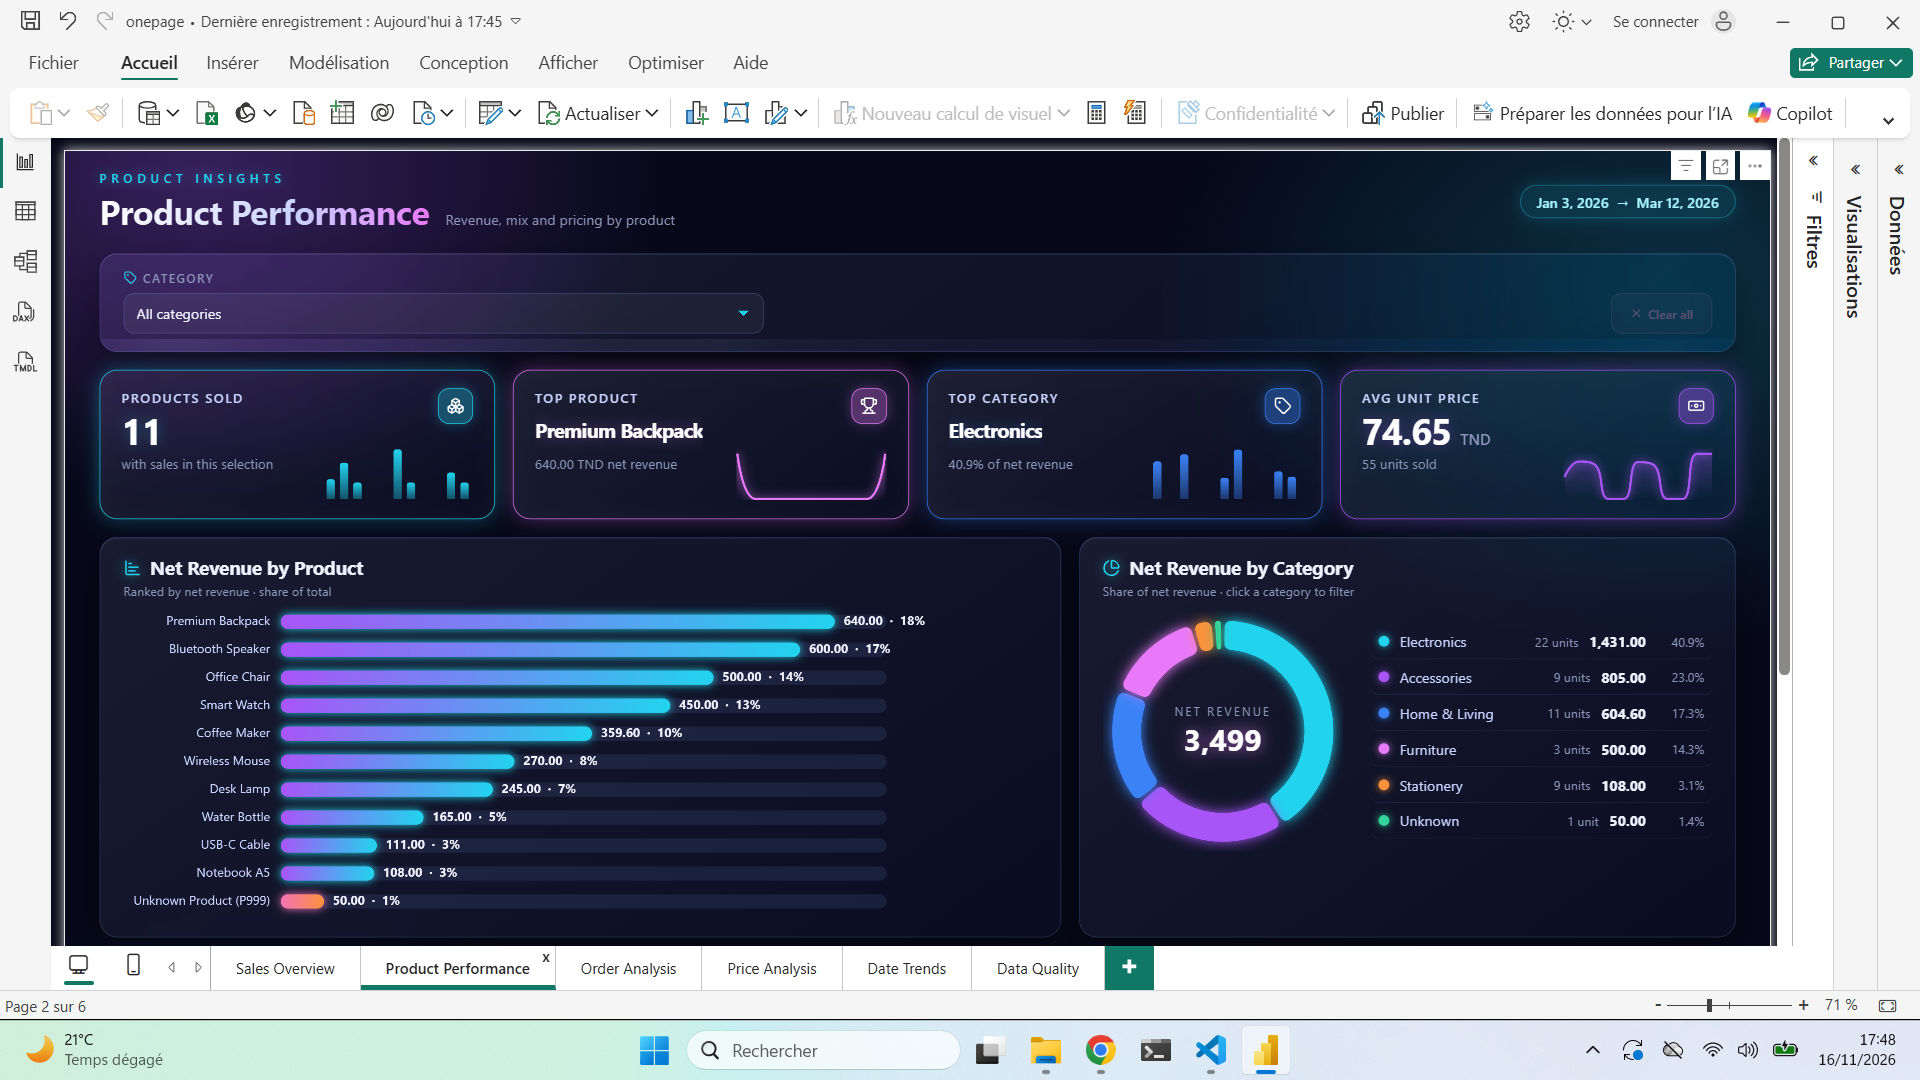 onepage • Dernière enregistrement : Aujourd'hui à 17:45
Se connecter
Fichier
Accueil
Insérer
Modélisation
Conception
Afficher
Optimiser
Aide
Partager
Actualiser
Nouveau calcul de visuel
Confidentialité
Publier
Préparer les données pour l'IA
Copilot
DAX
TMDL
PRODUCT INSIGHTS
Product Performance Revenue, mix and pricing by product
Jan 3, 2026 → Mar 12, 2026
CATEGORY
All categories
✕ Clear all
PRODUCTS SOLD
11
with sales in this selection
TOP PRODUCT
Premium Backpack
640.00 TND net revenue
TOP CATEGORY
Electronics
40.9% of net revenue
AVG UNIT PRICE
74.65 TND
55 units sold
Net Revenue by Product
Ranked by net revenue · share of total
Premium Backpack 640.00 · 18%
Bluetooth Speaker 600.00 · 17%
Office Chair 500.00 · 14%
Smart Watch 450.00 · 13%
Coffee Maker 359.60 · 10%
Wireless Mouse 270.00 · 8%
Desk Lamp 245.00 · 7%
Water Bottle 165.00 · 5%
USB-C Cable 111.00 · 3%
Notebook A5 108.00 · 3%
Unknown Product (P999) 50.00 · 1%
Net Revenue by Category
Share of net revenue · click a category to filter
NET REVENUE
3,499
Electronics 22 units 1,431.00 40.9%
Accessories 9 units 805.00 23.0%
Home & Living 11 units 604.60 17.3%
Furniture 3 units 500.00 14.3%
Stationery 9 units 108.00 3.1%
Unknown 1 unit 50.00 1.4%
Filtres
Visualisations
Données
Sales Overview
Product Performance x
Order Analysis
Price Analysis
Date Trends
Data Quality
Page 2 sur 6
- + 71 %
21°C
Temps dégagé
Rechercher
17:48
16/11/2026